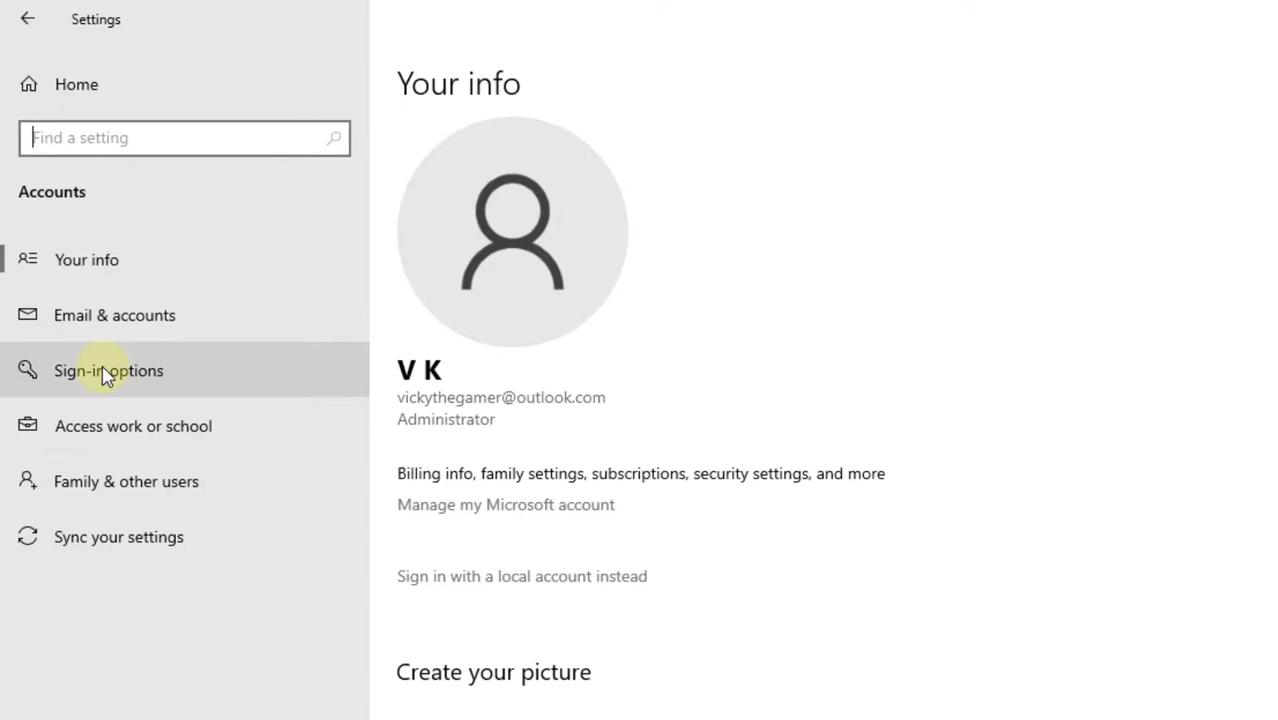 Settings
Home
Find a setting
Accounts
Your info
Email & accounts
Sign-in options
Access work or school
Family & other users
Sync your settings
Your info
V K
vickythegamer@outlook.com
Administrator
Billing info, family settings, subscriptions, security settings, and more
Manage my Microsoft account
Sign in with a local account instead
Create your picture